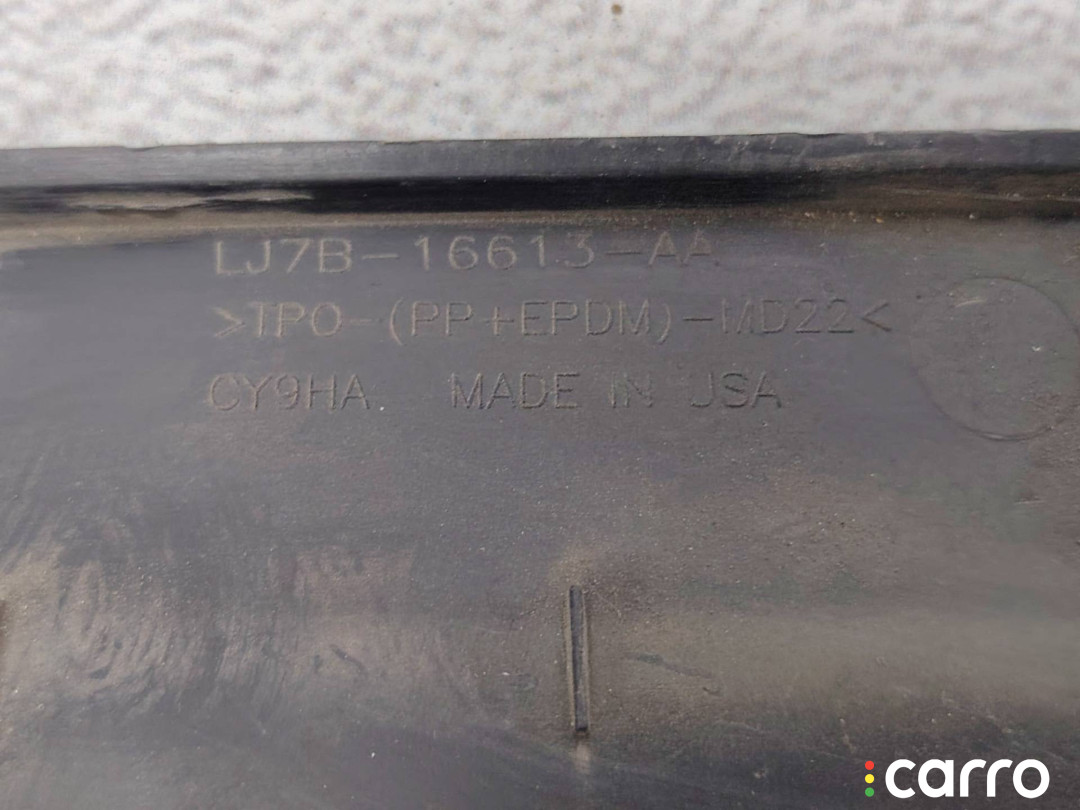 LJ7B-16613-AA
>TPO-(PP+EPDM)-MD22<
CY9HA MADE IN USA
carro